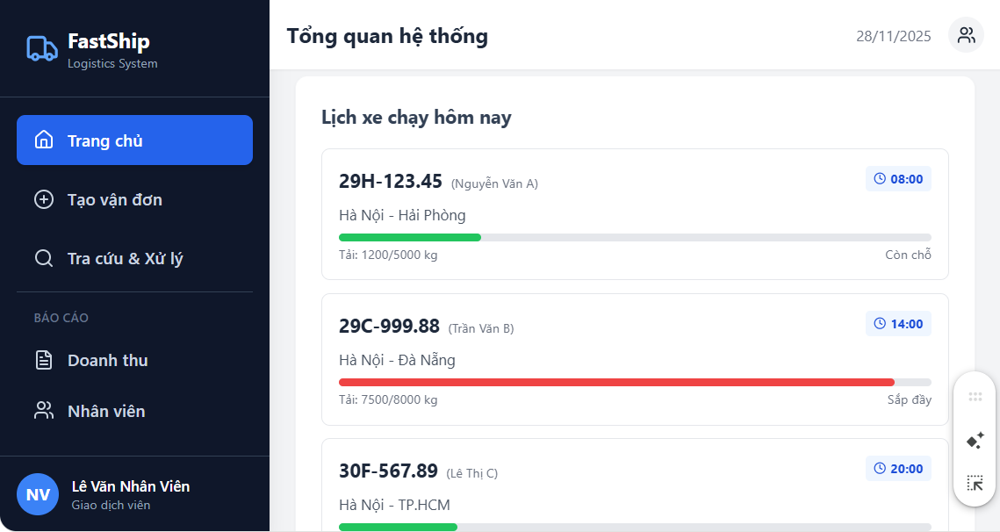 FastShip
Logistics System
Trang chủ
Tạo vận đơn
Tra cứu & Xử lý
BÁO CÁO
Doanh thu
Nhân viên
NV
Lê Văn Nhân Viên
Giao dịch viên
Tổng quan hệ thống
28/11/2025
Lịch xe chạy hôm nay
29H-123.45 (Nguyễn Văn A) 08:00
Hà Nội - Hải Phòng
Tải: 1200/5000 kg Còn chỗ
29C-999.88 (Trần Văn B) 14:00
Hà Nội - Đà Nẵng
Tải: 7500/8000 kg Sắp đầy
30F-567.89 (Lê Thị C) 20:00
Hà Nội - TP.HCM